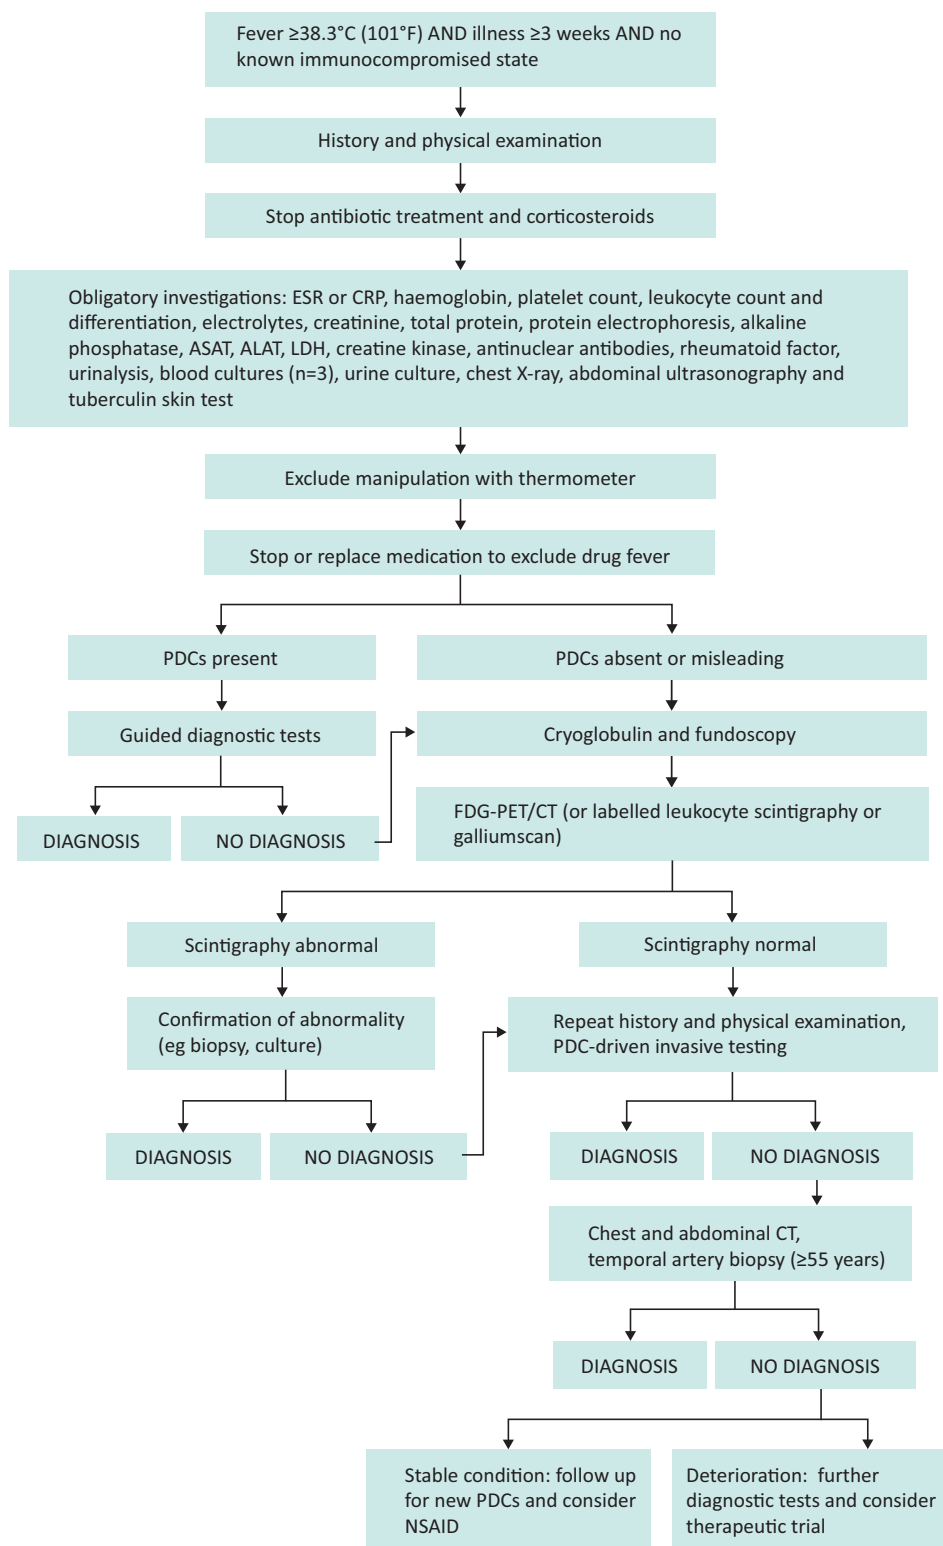 Fever ≥38.3°C (101°F) AND illness ≥3 weeks AND no
known immunocompromised state
History and physical examination
Stop antibiotic treatment and corticosteroids
Obligatory investigations: ESR or CRP, haemoglobin, platelet count, leukocyte count and
differentiation, electrolytes, creatinine, total protein, protein electrophoresis, alkaline
phosphatase, ASAT, ALAT, LDH, creatine kinase, antinuclear antibodies, rheumatoid factor,
urinalysis, blood cultures (n=3), urine culture, chest X-ray, abdominal ultrasonography and
tuberculin skin test
Exclude manipulation with thermometer
Stop or replace medication to exclude drug fever
PDCs present
PDCs absent or misleading
Guided diagnostic tests
Cryoglobulin and fundoscopy
DIAGNOSIS
NO DIAGNOSIS
FDG-PET/CT (or labelled leukocyte scintigraphy or
galliumscan)
Scintigraphy abnormal
Scintigraphy normal
Confirmation of abnormality
(eg biopsy, culture)
Repeat history and physical examination,
PDC-driven invasive testing
DIAGNOSIS
NO DIAGNOSIS
DIAGNOSIS
NO DIAGNOSIS
Chest and abdominal CT,
temporal artery biopsy (≥55 years)
DIAGNOSIS
NO DIAGNOSIS
Stable condition: follow up
for new PDCs and consider
NSAID
Deterioration: further
diagnostic tests and consider
therapeutic trial